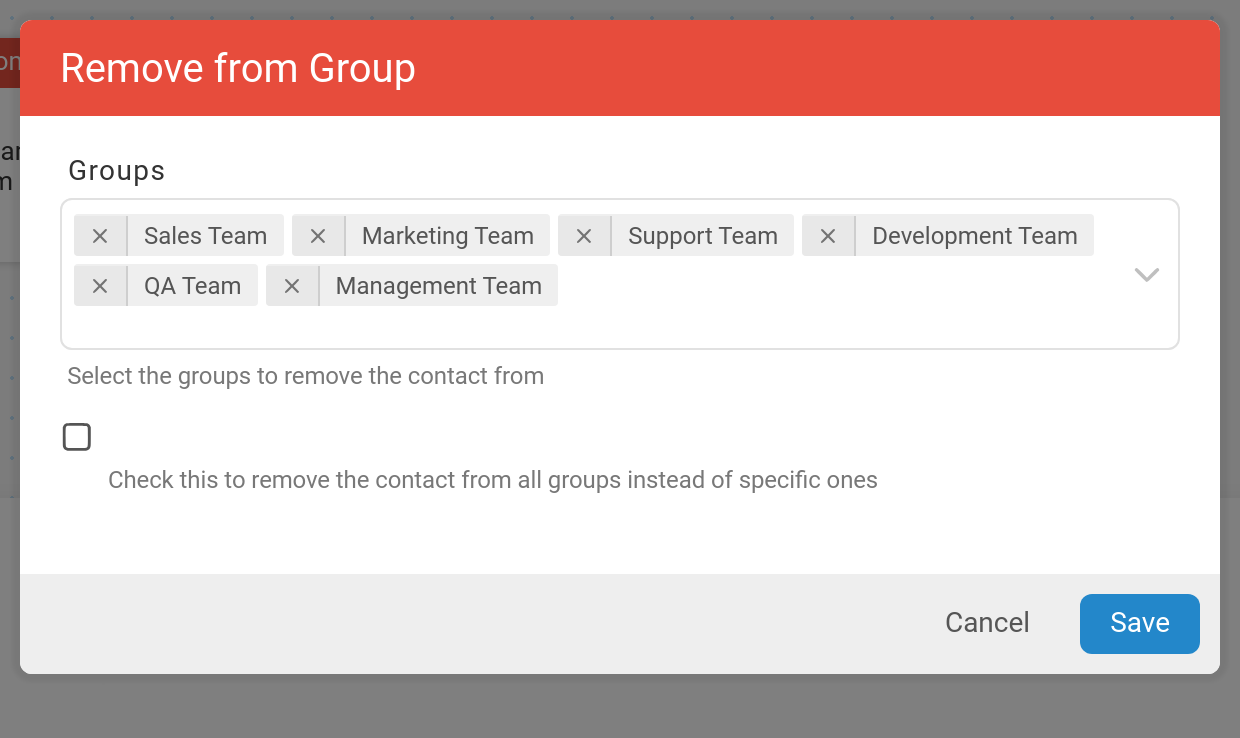 Remove from Group
Groups
Sales Team Marketing Team Support Team Development Team
QA Team Management Team
Select the groups to remove the contact from
Check this to remove the contact from all groups instead of specific ones
Cancel Save